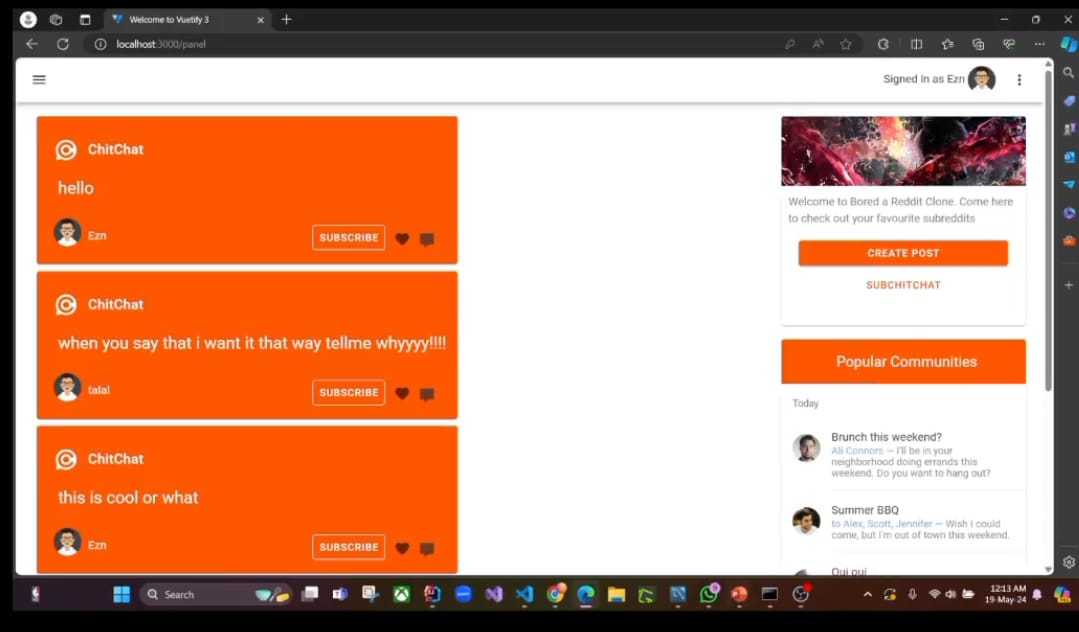 Welcome to Vuetify 3
localhost:3000/panel
Signed In as Ezn
ChitChat
hello
Ezn
SUBSCRIBE
ChitChat
when you say that i want it that way tellme whyyyy!!!!
talal
SUBSCRIBE
ChitChat
this is cool or what
Ezn
SUBSCRIBE
Welcome to Bored a Reddit Clone. Come here
to check out your favourite subreddits
CREATE POST
SUBCHITCHAT
Popular Communities
Today
Brunch this weekend?
Ali Connors — I'll be in your
neighborhood doing errands this
weekend. Do you want to hang out?
Summer BBQ
to Alex, Scott, Jennifer — Wish I could
come, but I'm out of town this weekend.
Oui oui
Search
12:13 AM
19-May-24